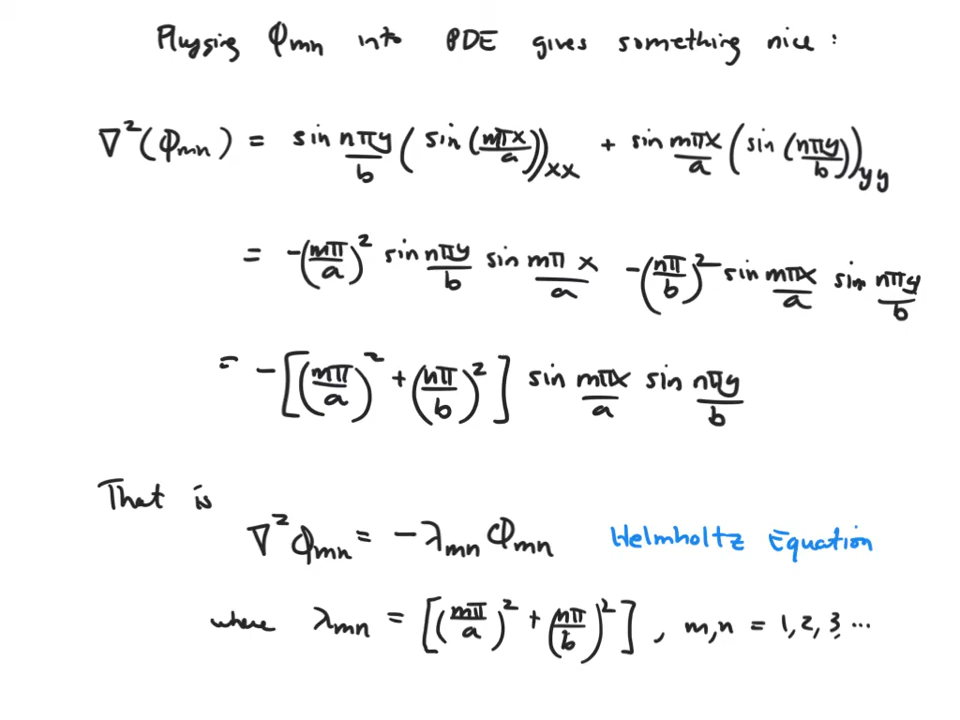 Plugging φmn into PDE gives something nice :
∇²(φmn) = sin nπy/b (sin (mπx/a))xx + sin mπx/a (sin (nπy/b))yy
= -(mπ/a)² sin nπy/b sin mπ x/a -(nπ/b)² sin mπx/a sin nπy/b
= -[(mπ/a)² + (nπ/b)²] sin mπx/a sin nπy/b
That is
∇²φmn = -λmn φmn Helmholtz Equation
where λmn = [(mπ/a)² + (nπ/b)²], m,n = 1, 2, 3 ...